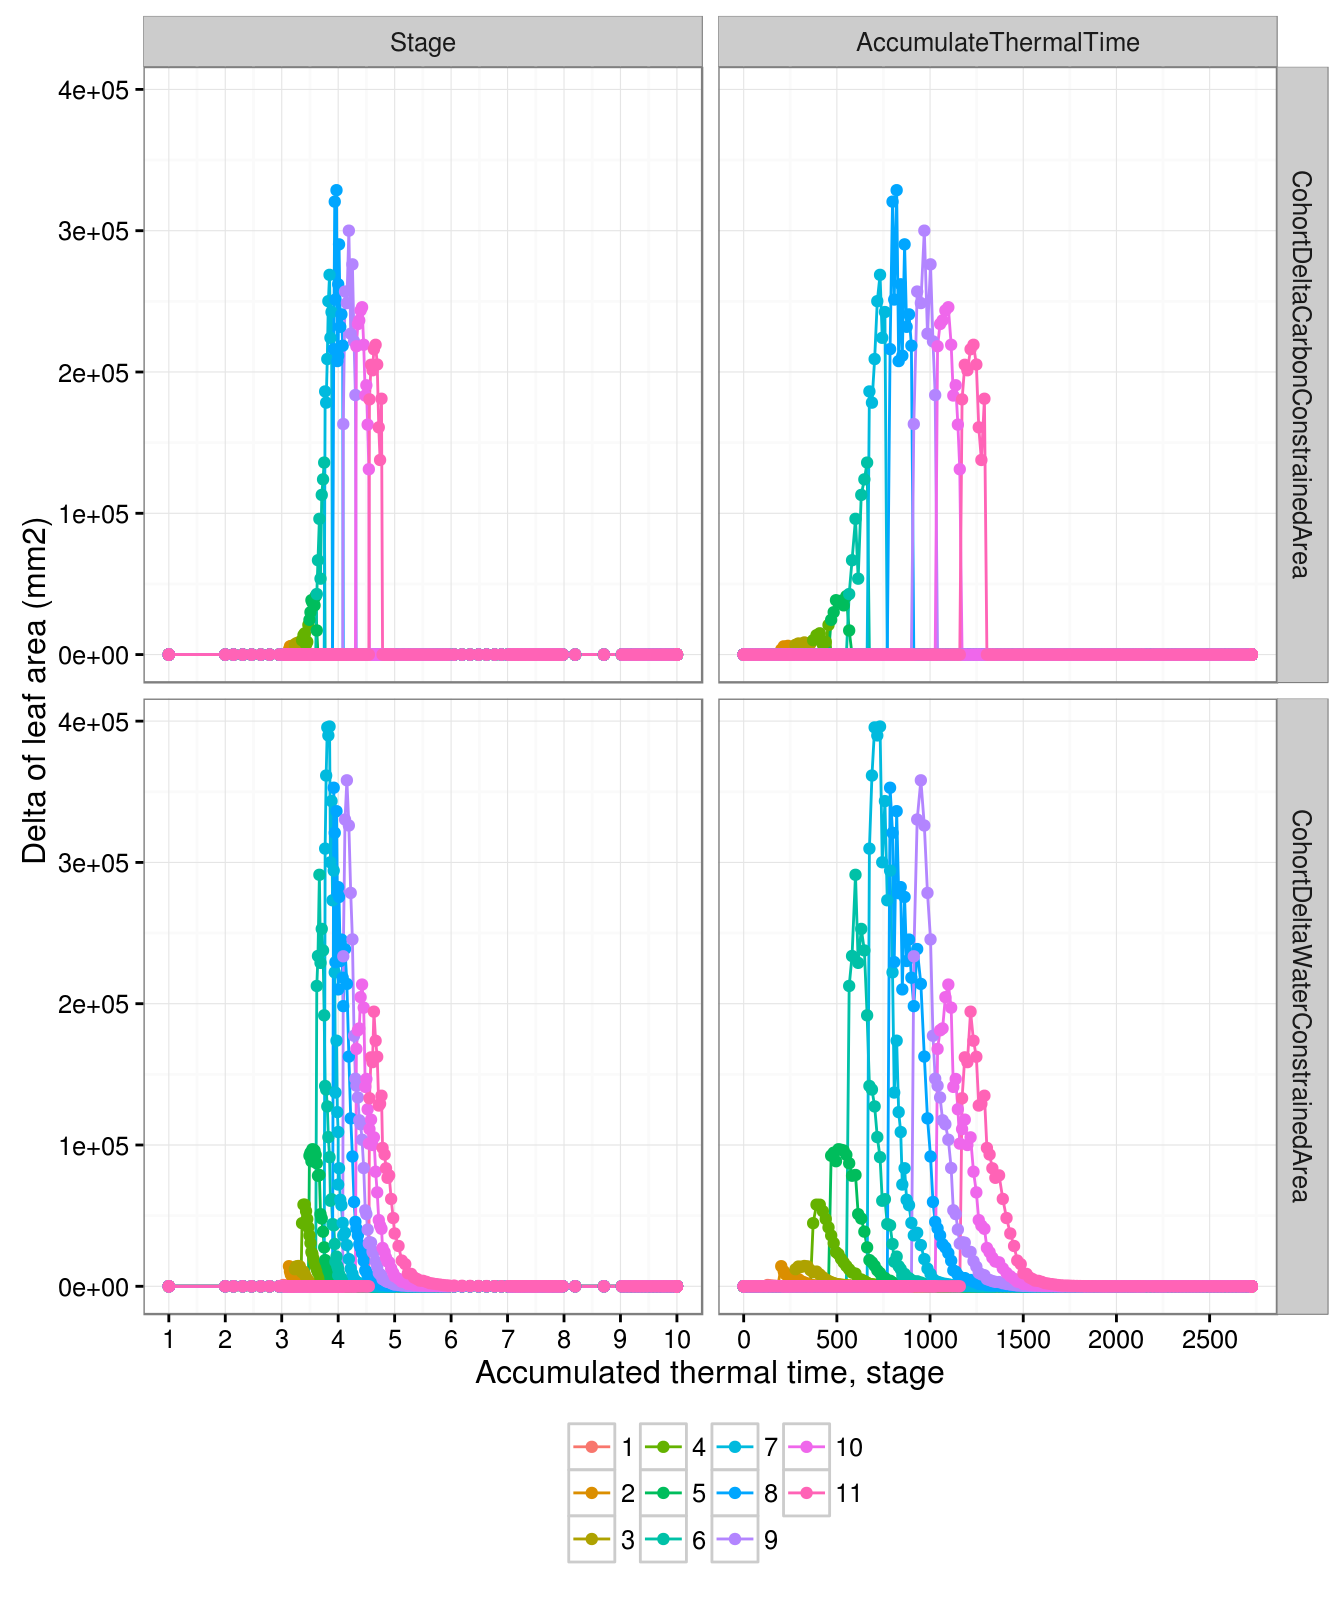 Stage
AccumulateThermalTime
4e+05
3e+05
2e+05
1e+05
0e+00
CohortDeltaCarbonConstrainedArea
Delta of leaf area (mm2)
4e+05
3e+05
2e+05
1e+05
0e+00
CohortDeltaWaterConstrainedArea
1 2 3 4 5 6 7 8 9 10
0 500 1000 1500 2000 2500
Accumulated thermal time, stage
1 4 7 10
2 5 8 11
3 6 9